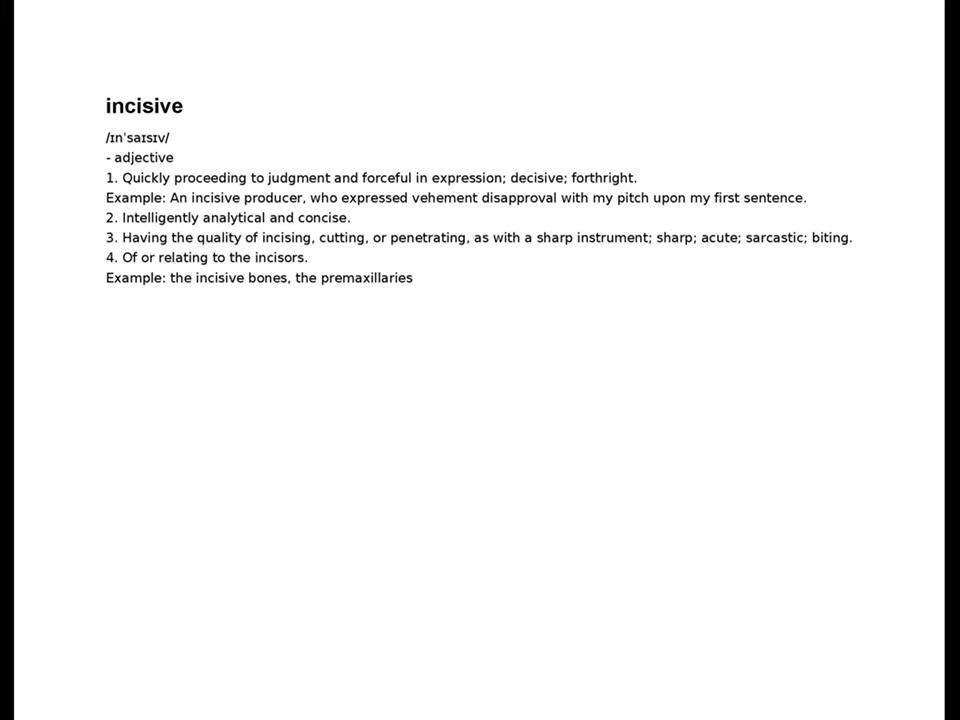 incisive
/ɪnˈsaɪsɪv/
- adjective
1. Quickly proceeding to judgment and forceful in expression; decisive; forthright.
Example: An incisive producer, who expressed vehement disapproval with my pitch upon my first sentence.
2. Intelligently analytical and concise.
3. Having the quality of incising, cutting, or penetrating, as with a sharp instrument; sharp; acute; sarcastic; biting.
4. Of or relating to the incisors.
Example: the incisive bones, the premaxillaries